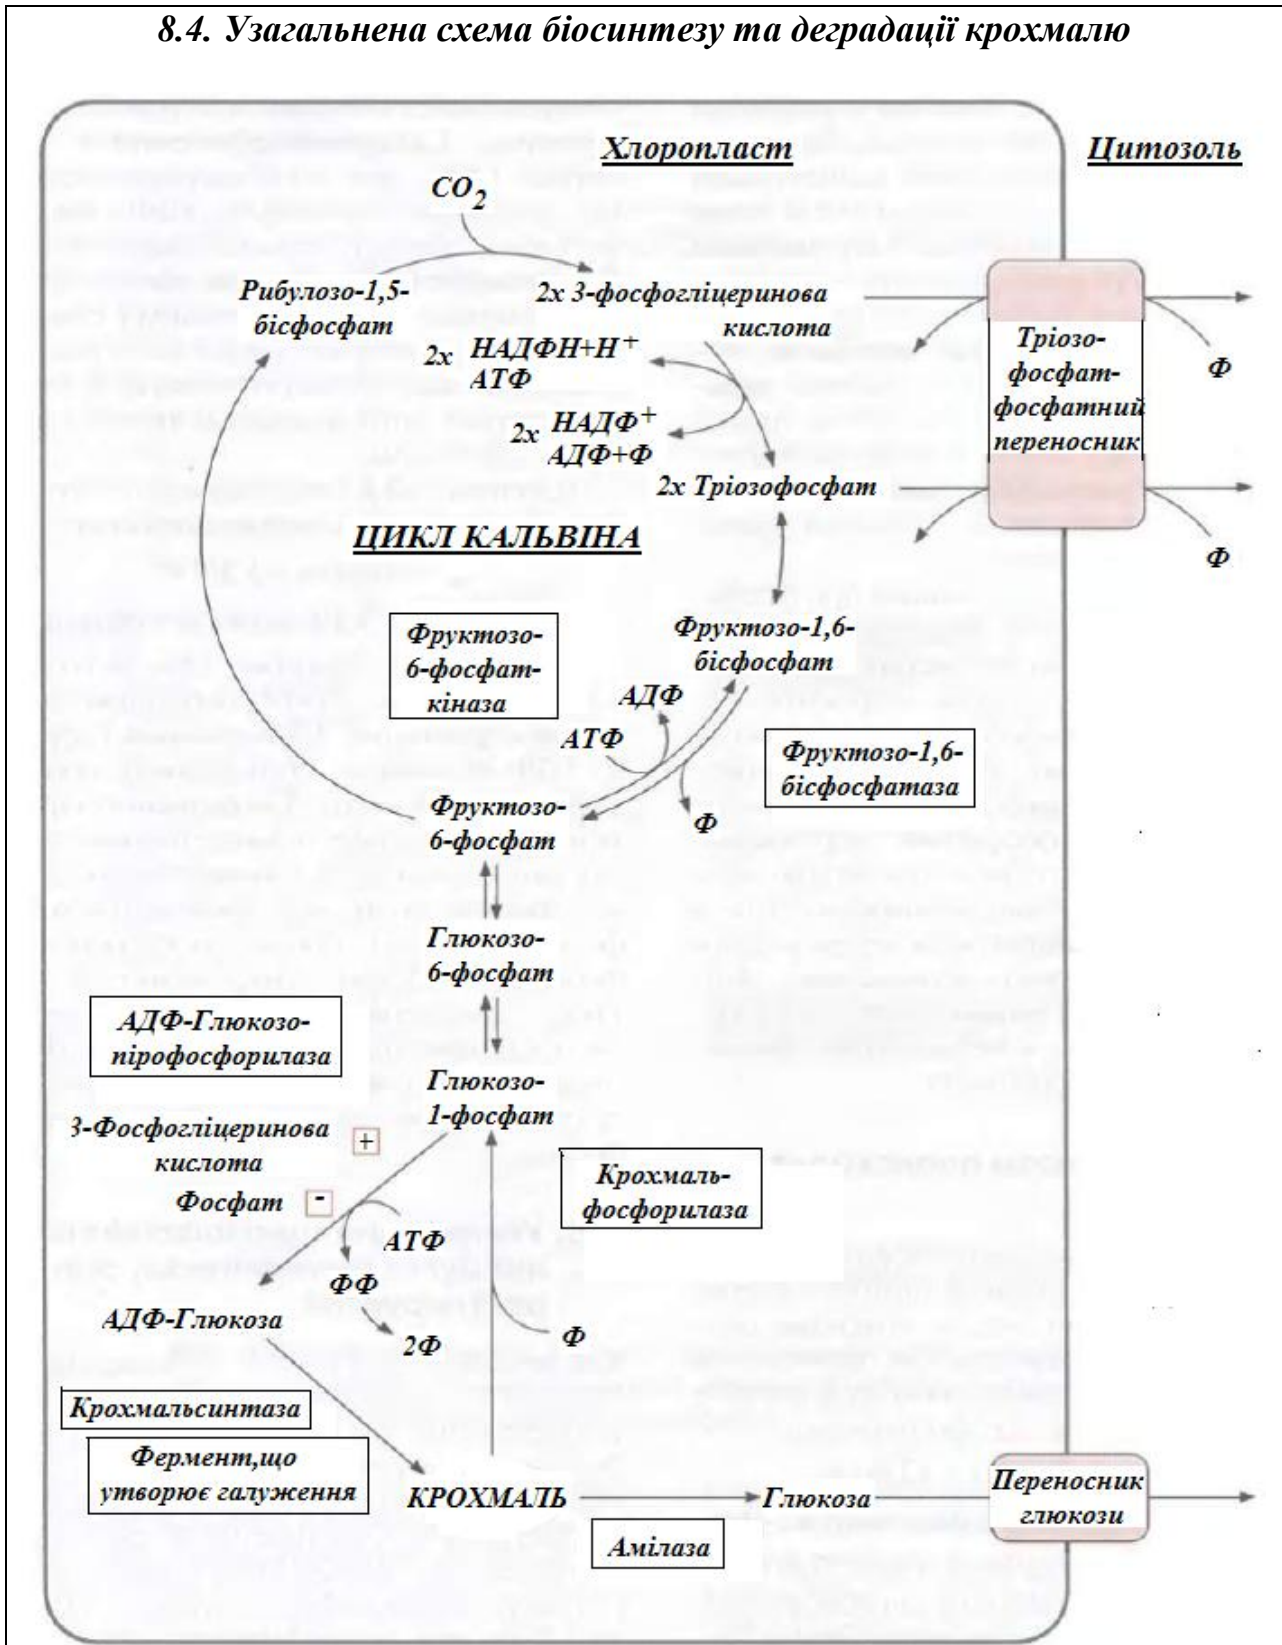 8.4. Узагальнена схема біосинтезу та деградації крохмалю
Хлоропласт
Цитозоль
CO2
Рибулозо-1,5-
бісфосфат
2х 3-фосфогліцеринова
кислота
2х НАДФН+Н+
АТФ
2х НАДФ+
АДФ+Ф
2х Тріозофосфат
Тріозо-
фосфат-
фосфатний
переносник
Ф
Ф
ЦИКЛ КАЛЬВІНА
Фруктозо-
6-фосфат-
кіназа
Фруктозо-1,6-
бісфосфат
АДФ
АТФ
Фруктозо-1,6-
бісфосфатаза
Ф
Фруктозо-
6-фосфат
Глюкозо-
6-фосфат
АДФ-Глюкозо-
пірофосфорилаза
Глюкозо-
1-фосфат
3-Фосфогліцеринова
кислота
+
Фосфат -
Крохмаль-
фосфорилаза
АТФ
ФФ
2Ф
Ф
АДФ-Глюкоза
Крохмальсинтаза
Фермент,що
утворює галуження
КРОХМАЛЬ
Глюкоза
Амілаза
Переносник
глюкози